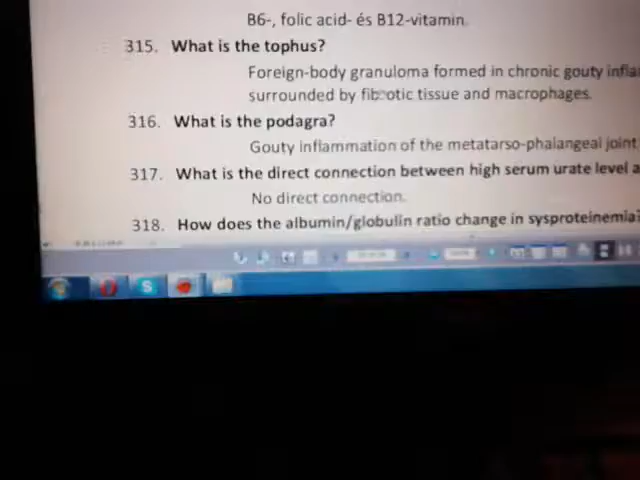 B6-, folic acid- és B12-vitamin.
315. What is the tophus?
Foreign-body granuloma formed in chronic gouty infla
surrounded by fibrotic tissue and macrophages.
316. What is the podagra?
Gouty inflammation of the metatarso-phalangeal joint
317. What is the direct connection between high serum urate level a
No direct connection.
318. How does the albumin/globulin ratio change in sysproteinemia?